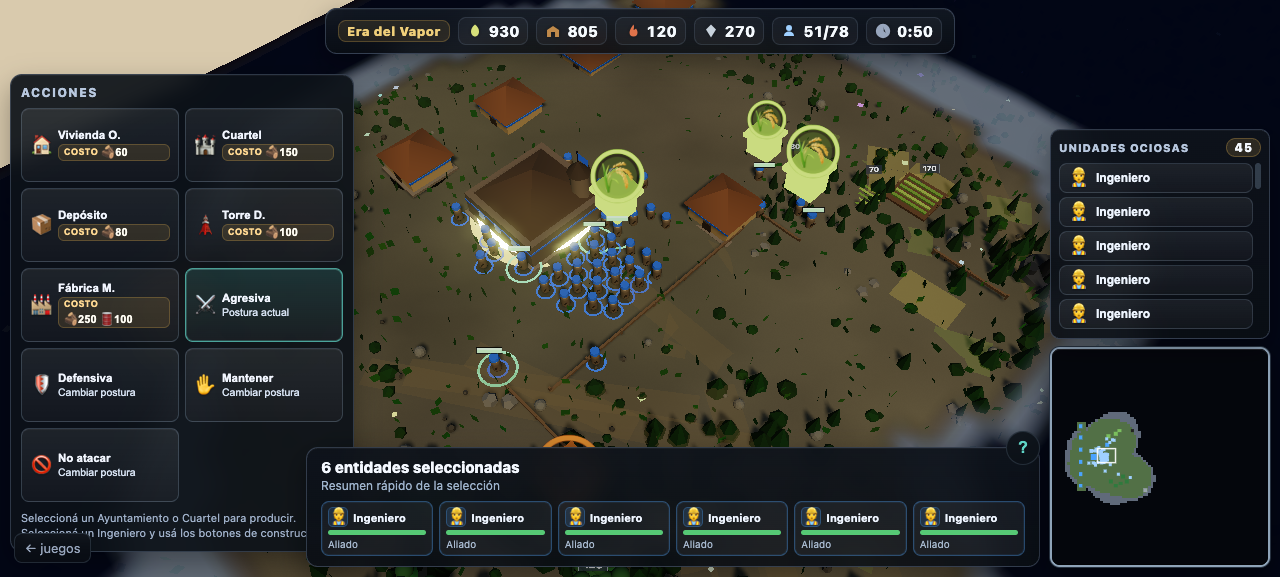 Era del Vapor
930
805
120
270
51/78
0:50
ACCIONES
Vivienda O.
COSTO 60
Cuartel
COSTO 150
Depósito
COSTO 80
Torre D.
COSTO 100
Fábrica M.
COSTO
250 100
Agresiva
Postura actual
Defensiva
Cambiar postura
Mantener
Cambiar postura
No atacar
Cambiar postura
Seleccioná un Ayuntamiento o Cuartel para producir.
Seleccioná un Ingeniero y usá los botones de construc
← juegos
70
170
UNIDADES OCIOSAS 45
Ingeniero
Ingeniero
Ingeniero
Ingeniero
Ingeniero
?
6 entidades seleccionadas
Resumen rápido de la selección
Ingeniero
Aliado
Ingeniero
Aliado
Ingeniero
Aliado
Ingeniero
Aliado
Ingeniero
Aliado
Ingeniero
Aliado